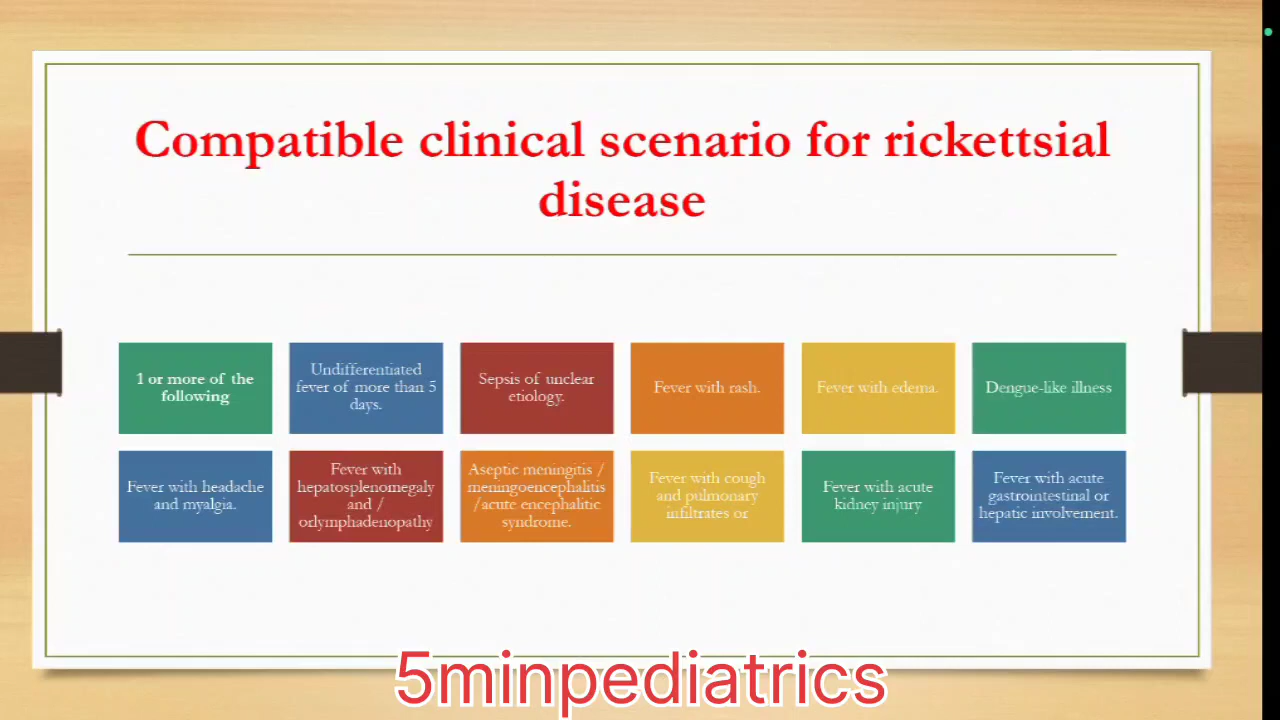 Compatible clinical scenario for rickettsial
disease
1 or more of the
following
Undifferentiated
fever of more than 5
days.
Sepsis of unclear
etiology.
Fever with rash.
Fever with edema.
Dengue-like illness
Fever with headache
and myalgia.
Fever with
hepatosplenomegaly
and /
orlymphadenopathy
Aseptic meningitis /
meningoencephalitis
/acute encephalitic
syndrome.
Fever with cough
and pulmonary
infiltrates or
Fever with acute
kidney injury
Fever with acute
gastrointestinal or
hepatic involvement.
5minpediatrics